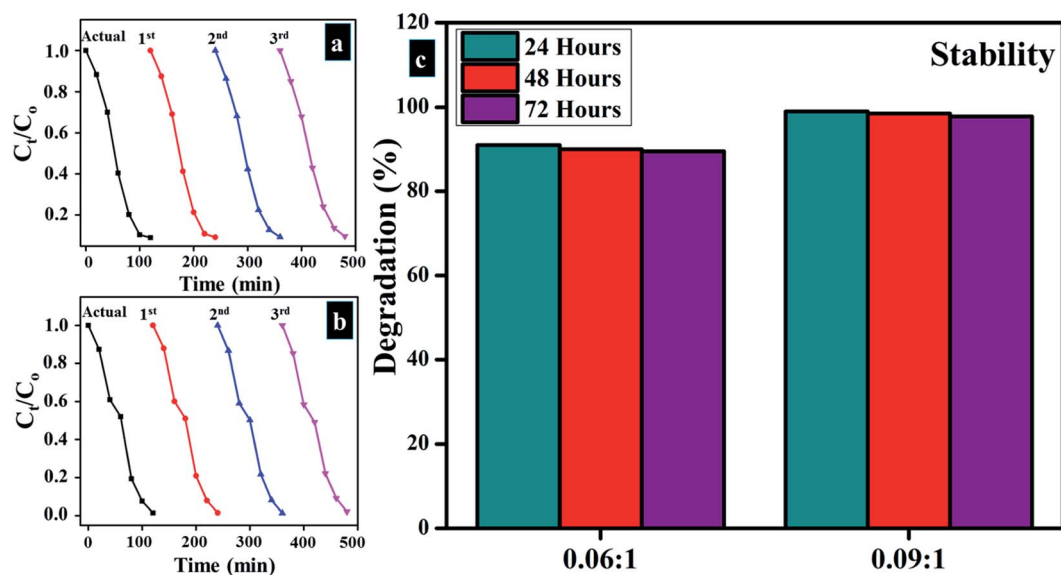 a
Actual 1st 2nd 3rd
1.0
0.8
0.6
0.4
0.2
Ct/Co
0 100 200 300 400 500
Time (min)
b
Actual 1st 2nd 3rd
1.0
0.8
0.6
0.4
0.2
0.0
Ct/Co
0 100 200 300 400 500
Time (min)
c
24 Hours
48 Hours
72 Hours
Stability
120
100
80
60
40
20
0
Degradation (%)
0.06:1 0.09:1